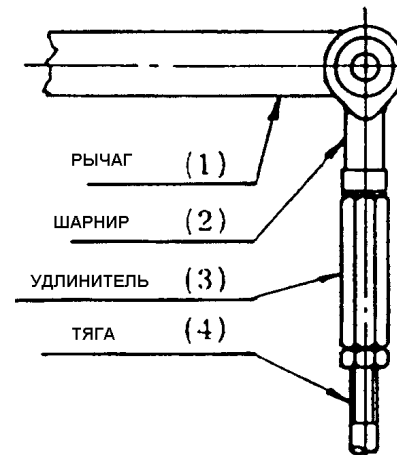 РЫЧАГ (1)
ШАРНИР (2)
УДЛИНИТЕЛЬ (3)
ТЯГА (4)